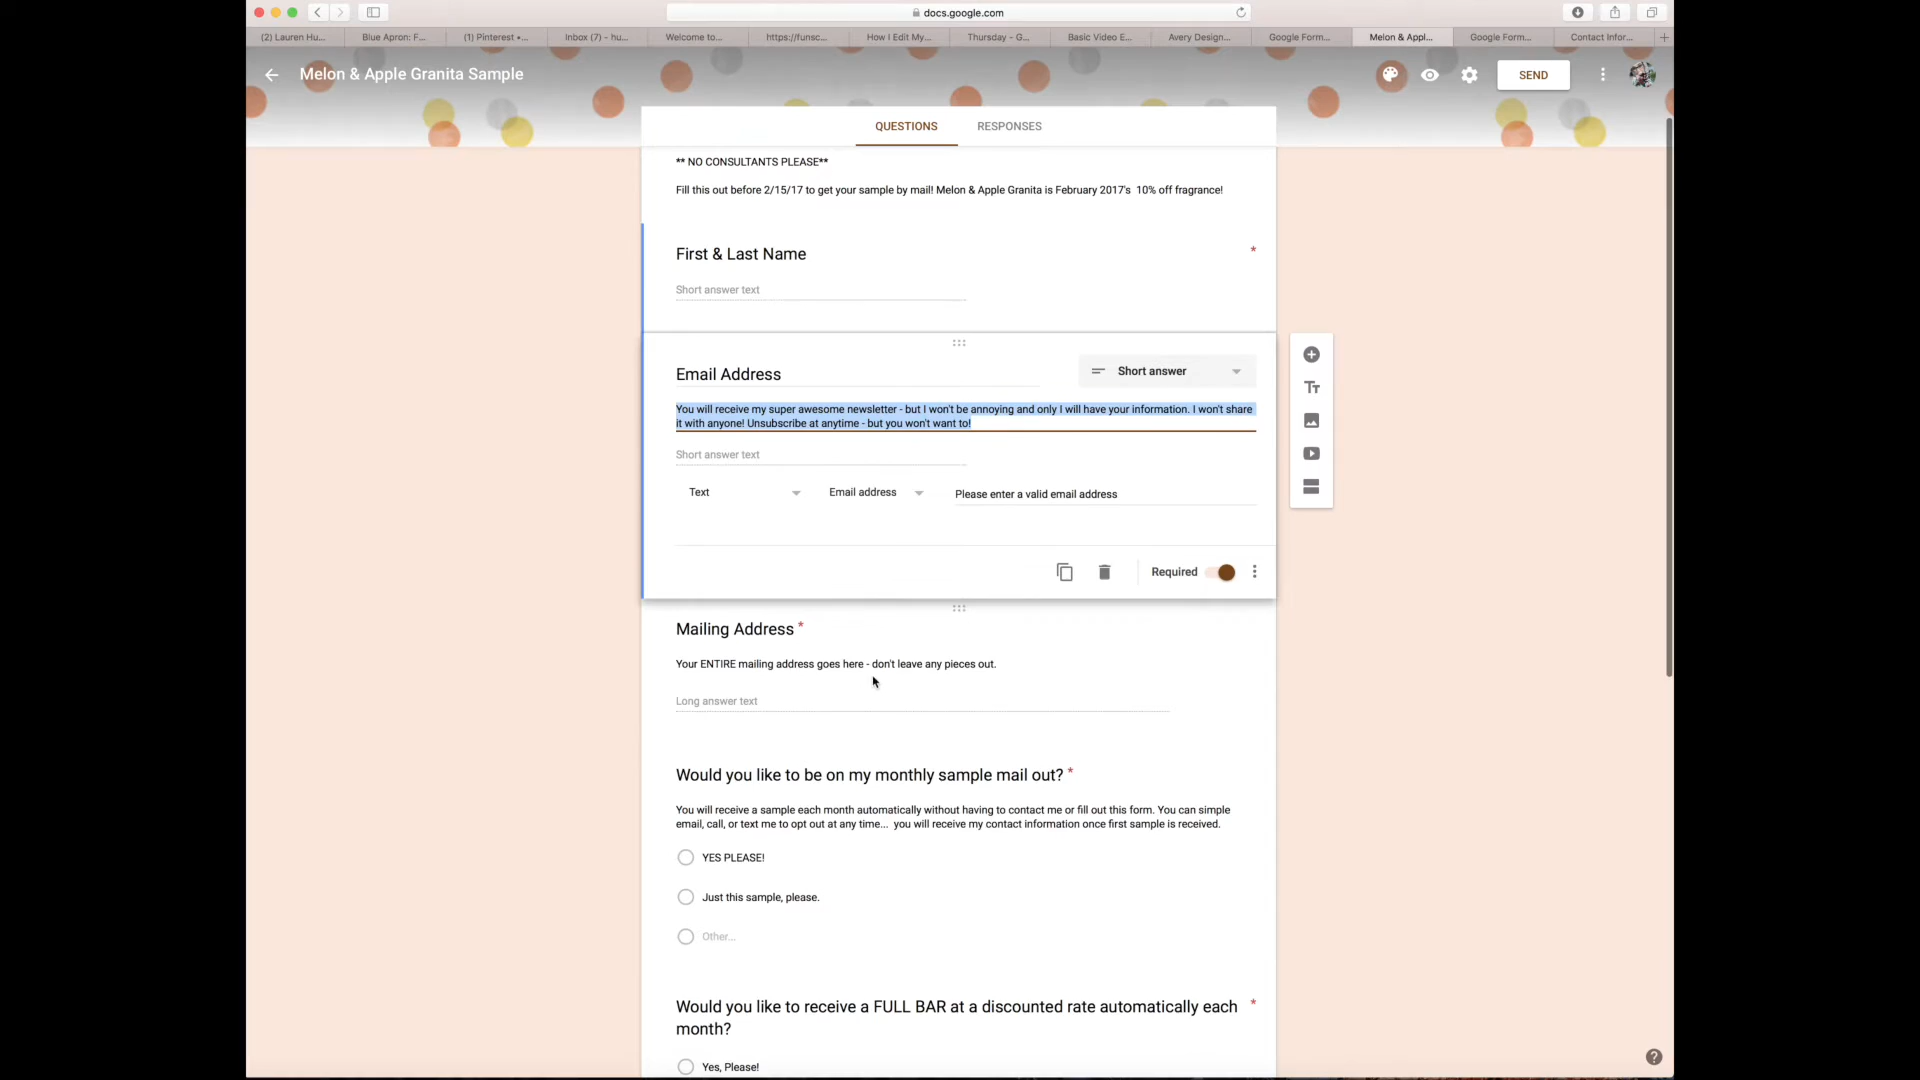 docs.google.com
(2) Lauren Hu...
Blue Apron: F...
(1) Pinterest •...
Inbox (7) - hu...
Welcome to...
https://funsc...
How I Edit My...
Thursday - G...
Basic Video E...
Avery Design...
Google Form...
Melon & Appl...
Google Form...
Contact Infor...
Melon & Apple Granita Sample
SEND
QUESTIONS
RESPONSES
** NO CONSULTANTS PLEASE**
Fill this out before 2/15/17 to get your sample by mail! Melon & Apple Granita is February 2017's 10% off fragrance!
First & Last Name *
Short answer text
Email Address
Short answer
You will receive my super awesome newsletter - but I won't be annoying and only I will have your information. I won't share
it with anyone! Unsubscribe at anytime - but you won't want to!
Short answer text
Text
Email address
Please enter a valid email address
Required
Mailing Address *
Your ENTIRE mailing address goes here - don't leave any pieces out.
Long answer text
Would you like to be on my monthly sample mail out? *
You will receive a sample each month automatically without having to contact me or fill out this form. You can simple
email, call, or text me to opt out at any time... you will receive my contact information once first sample is received.
YES PLEASE!
Just this sample, please.
Other...
Would you like to receive a FULL BAR at a discounted rate automatically each *
month?
Yes, Please!